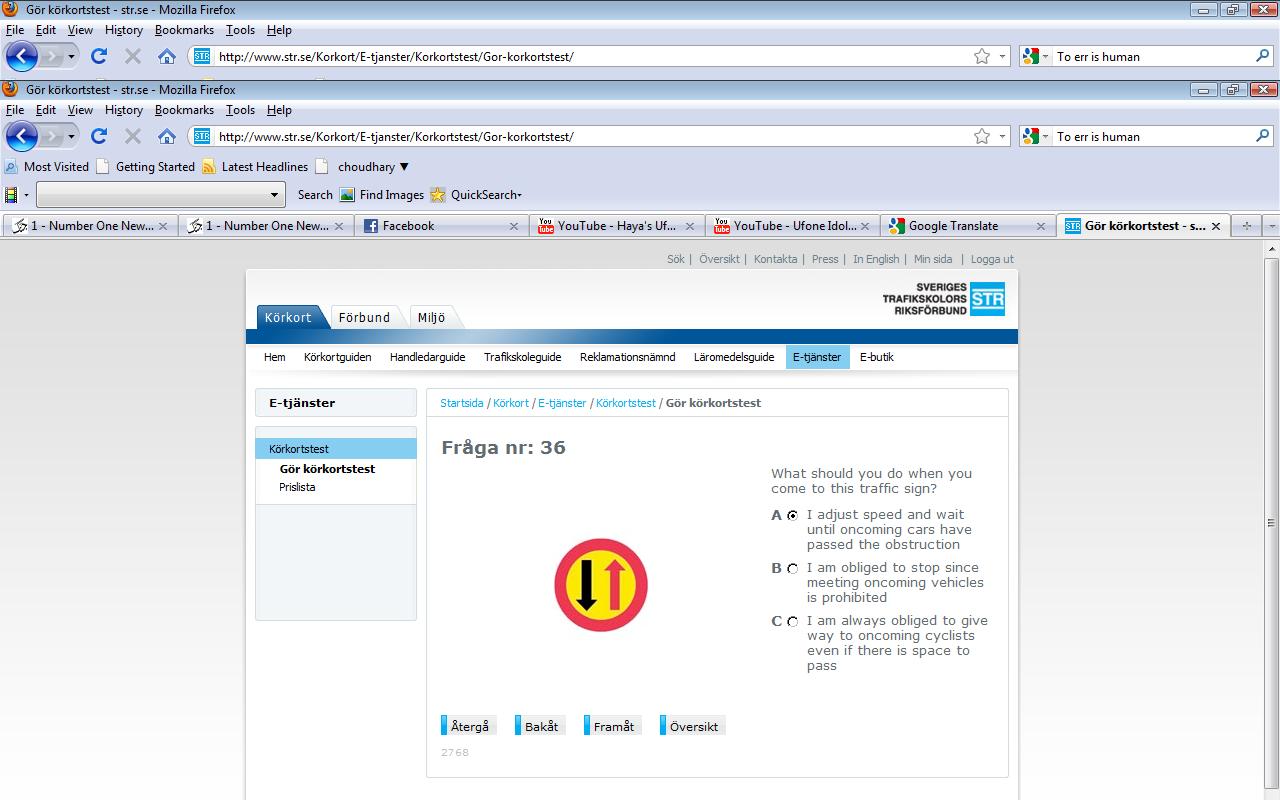 Gör körkortstest - str.se - Mozilla Firefox
File Edit View History Bookmarks Tools Help
STR http://www.str.se/Korkort/E-tjanster/Korkortstest/Gor-korkortstest/ To err is human
Gör körkortstest - str.se - Mozilla Firefox
File Edit View History Bookmarks Tools Help
STR http://www.str.se/Korkort/E-tjanster/Korkortstest/Gor-korkortstest/ To err is human
Most Visited Getting Started Latest Headlines choudhary
Search Find Images QuickSearch
1 - Number One New... 1 - Number One New... Facebook You Tube YouTube - Haya's Uf... You Tube YouTube - Ufone Idol... Google Translate STR Gör körkortstest - s...
Sök | Översikt | Kontakta | Press | In English | Min sida | Logga ut
SVERIGES
TRAFIKSKOLORS STR
RIKSFÖRBUND
Körkort Förbund Miljö
Hem Körkortguiden Handledarguide Trafikskoleguide Reklamationsnämnd Läromedelsguide E-tjänster E-butik
E-tjänster
Körkortstest
Gör körkortstest
Prislista
Startsida / Körkort / E-tjänster / Körkortstest / Gör körkortstest
Fråga nr: 36
What should you do when you
come to this traffic sign?
A I adjust speed and wait
until oncoming cars have
passed the obstruction
B I am obliged to stop since
meeting oncoming vehicles
is prohibited
C I am always obliged to give
way to oncoming cyclists
even if there is space to
pass
Återgå Bakåt Framåt Översikt
2768